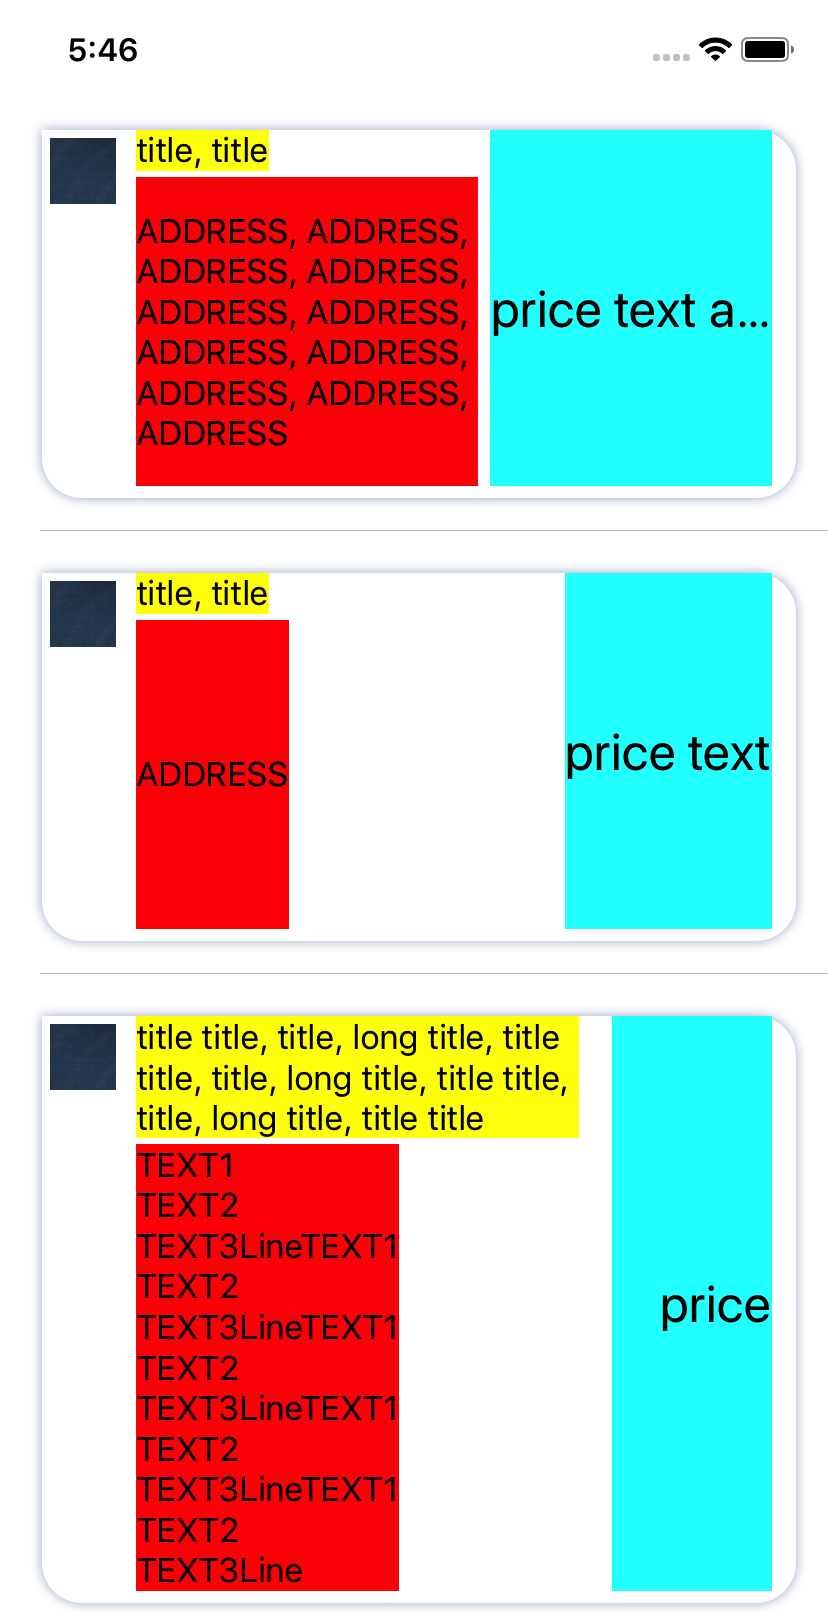 5:46
title, title
ADDRESS, ADDRESS,
ADDRESS, ADDRESS,
ADDRESS, ADDRESS,
ADDRESS, ADDRESS,
ADDRESS, ADDRESS,
ADDRESS
price text a...
title, title
ADDRESS
price text
title title, title, long title, title
title, title, long title, title title,
title, long title, title title
TEXT1
TEXT2
TEXT3LineTEXT1
TEXT2
TEXT3LineTEXT1
TEXT2
TEXT3LineTEXT1
TEXT2
TEXT3LineTEXT1
TEXT2
TEXT3Line
price